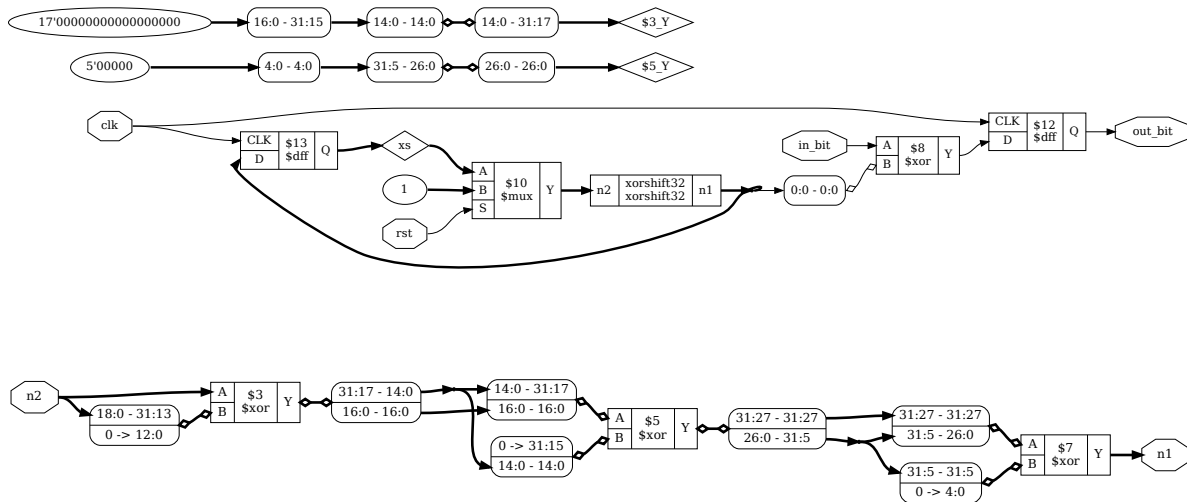 17'00000000000000000 16:0 - 31:15 14:0 - 14:0 14:0 - 31:17 $3_Y
5'00000 4:0 - 4:0 31:5 - 26:0 26:0 - 26:0 $5_Y
clk
CLK
D
$13
$dff
Q
xs
1
rst
A
B
S
$10
$mux
Y
n2
xorshift32
xorshift32
n1
0:0 - 0:0
in_bit
A
B
$8
$xor
Y
CLK
D
$12
$dff
Q
out_bit
n2
18:0 - 31:13
0 -> 12:0
A
B
$3
$xor
Y
31:17 - 14:0
16:0 - 16:0
14:0 - 31:17
16:0 - 16:0
0 -> 31:15
14:0 - 14:0
A
B
$5
$xor
Y
31:27 - 31:27
26:0 - 31:5
31:27 - 31:27
31:5 - 26:0
31:5 - 31:5
0 -> 4:0
A
B
$7
$xor
Y
n1